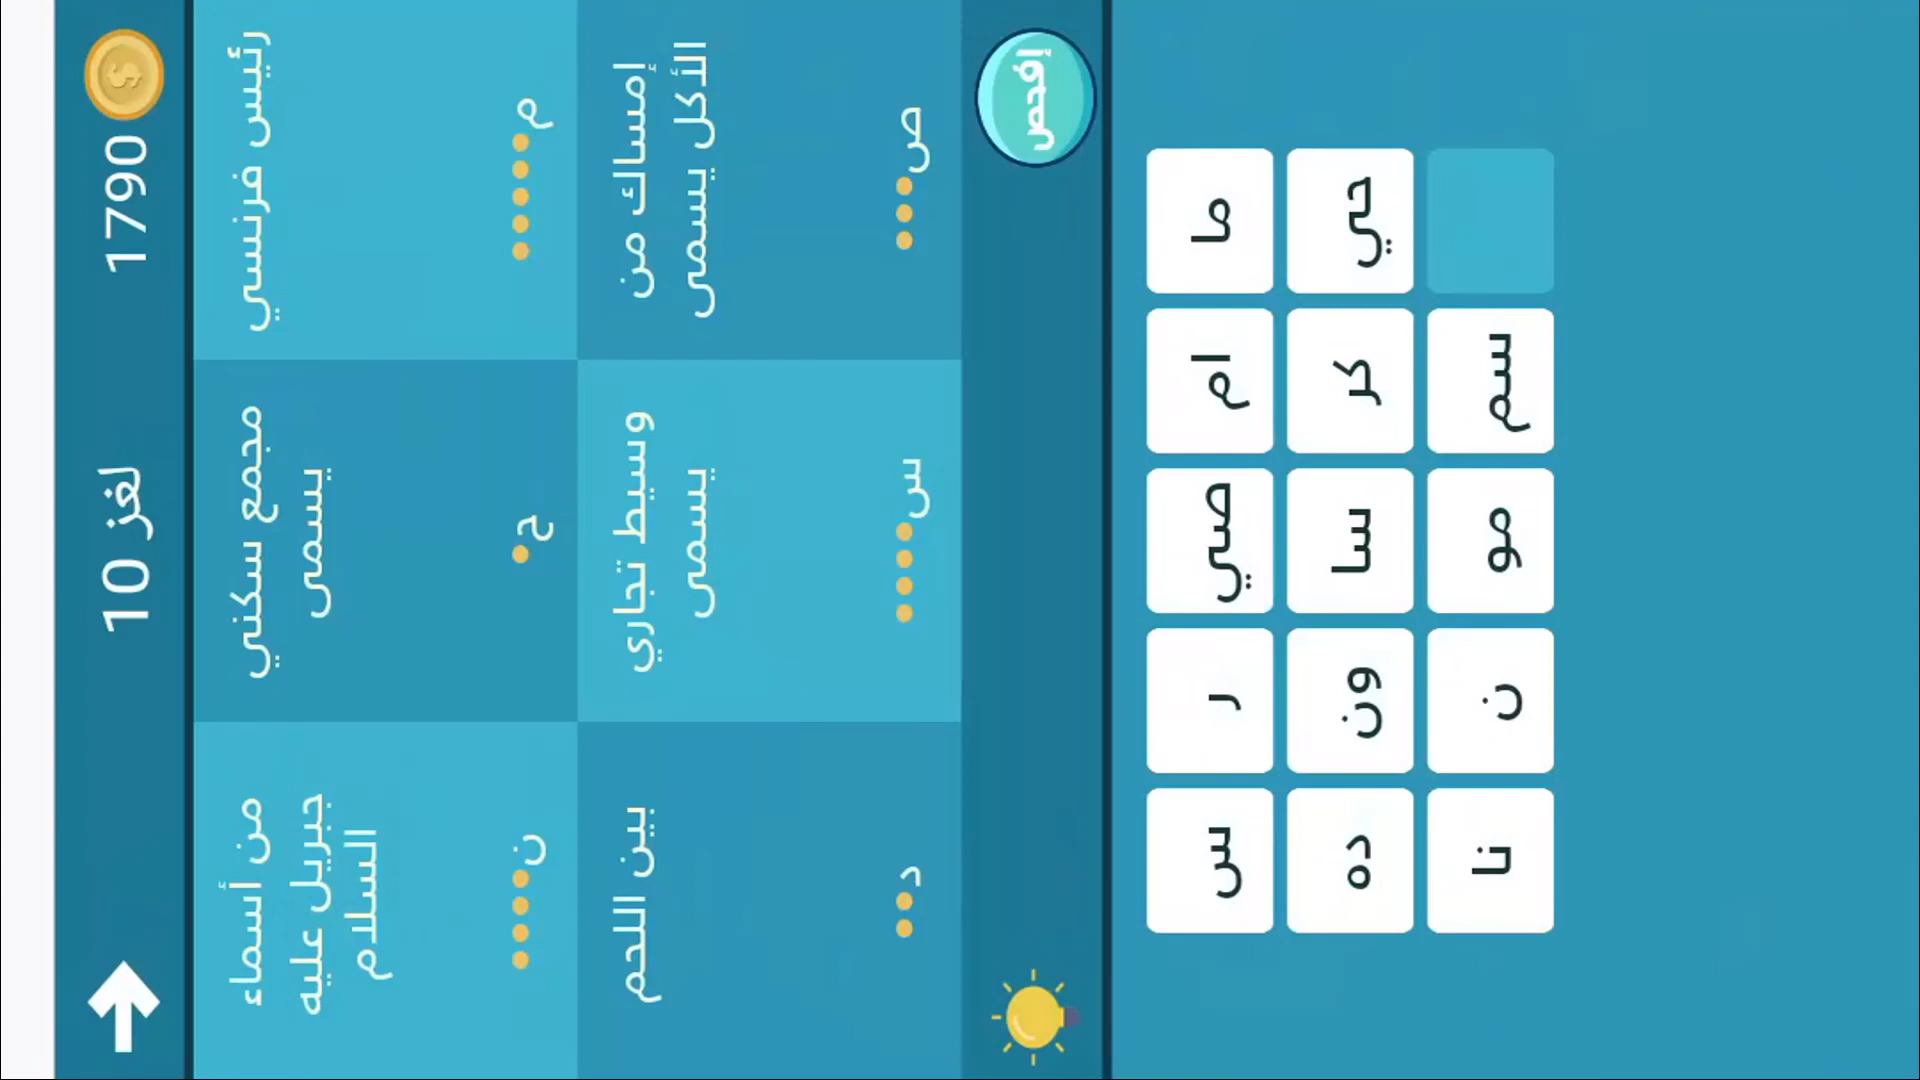 لغز 10
1790
رئيس فرنسي
م
مجمع سكني
يسمى
ح
من أسماء
جبريل عليه
السلام
ن
إمساك من
الأكل يسمى
ص
وسيط تجاري
يسمى
س
بين اللحم
د
إفحص
ما
ام
صي
ر
س
حي
كر
سا
ون
ده
سم
مو
ن
نا